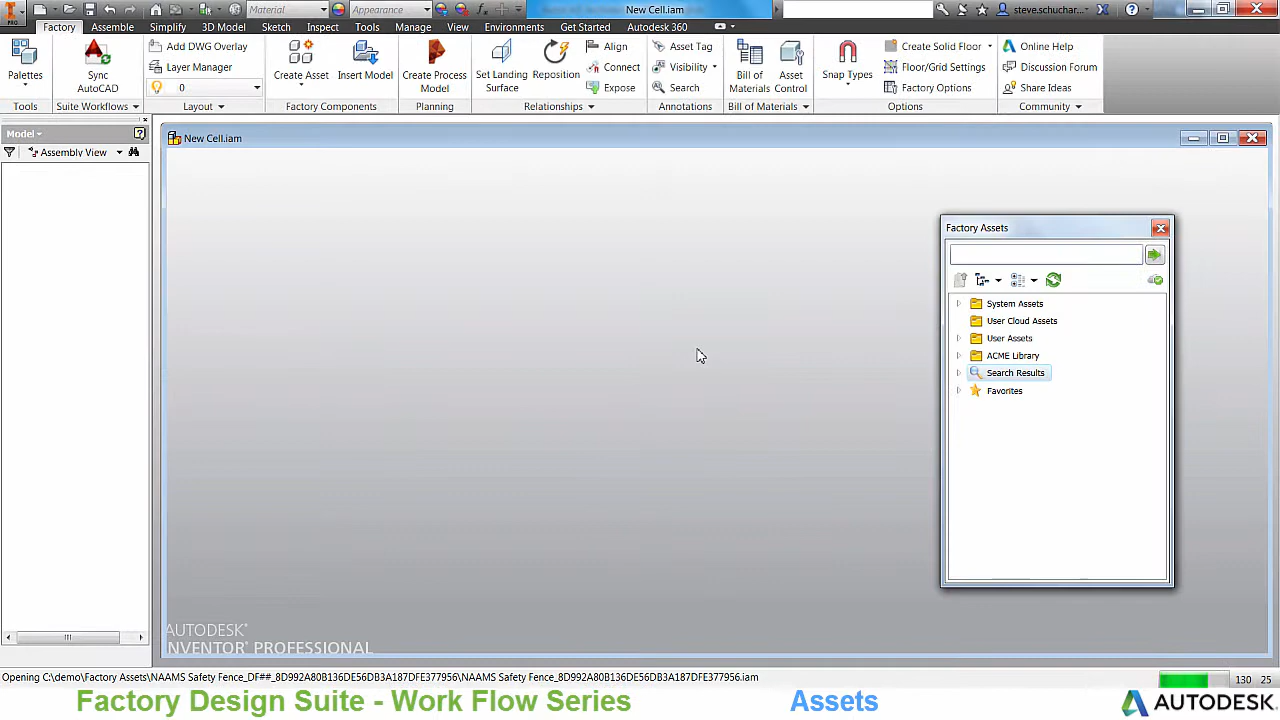 PRO
Material
Appearance
New Cell.iam
steve.schuchar...
Factory Assemble Simplify 3D Model Sketch Inspect Tools Manage View Environments Get Started Autodesk 360
Palettes
Tools
Sync AutoCAD
Suite Workflows
Add DWG Overlay
Layer Manager
0
Layout
Create Asset
Insert Model
Factory Components
Create Process Model
Planning
Set Landing Surface
Reposition
Align
Connect
Expose
Relationships
Asset Tag
Visibility
Search
Annotations
Bill of Materials
Asset Control
Bill of Materials
Snap Types
Create Solid Floor
Floor/Grid Settings
Factory Options
Options
Online Help
Discussion Forum
Share Ideas
Community
Model
Assembly View
New Cell.iam
Factory Assets
System Assets
User Cloud Assets
User Assets
ACME Library
Search Results
Favorites
AUTODESK®
INVENTOR® PROFESSIONAL
Opening C:\demo\Factory Assets\NAAMS Safety Fence_DF##_8D992A80B136DE56DB3A187DFE377956\NAAMS Safety Fence_8D992A80B136DE56DB3A187DFE377956.iam
130 25
Factory Design Suite - Work Flow Series
Assets
AUTODESK.